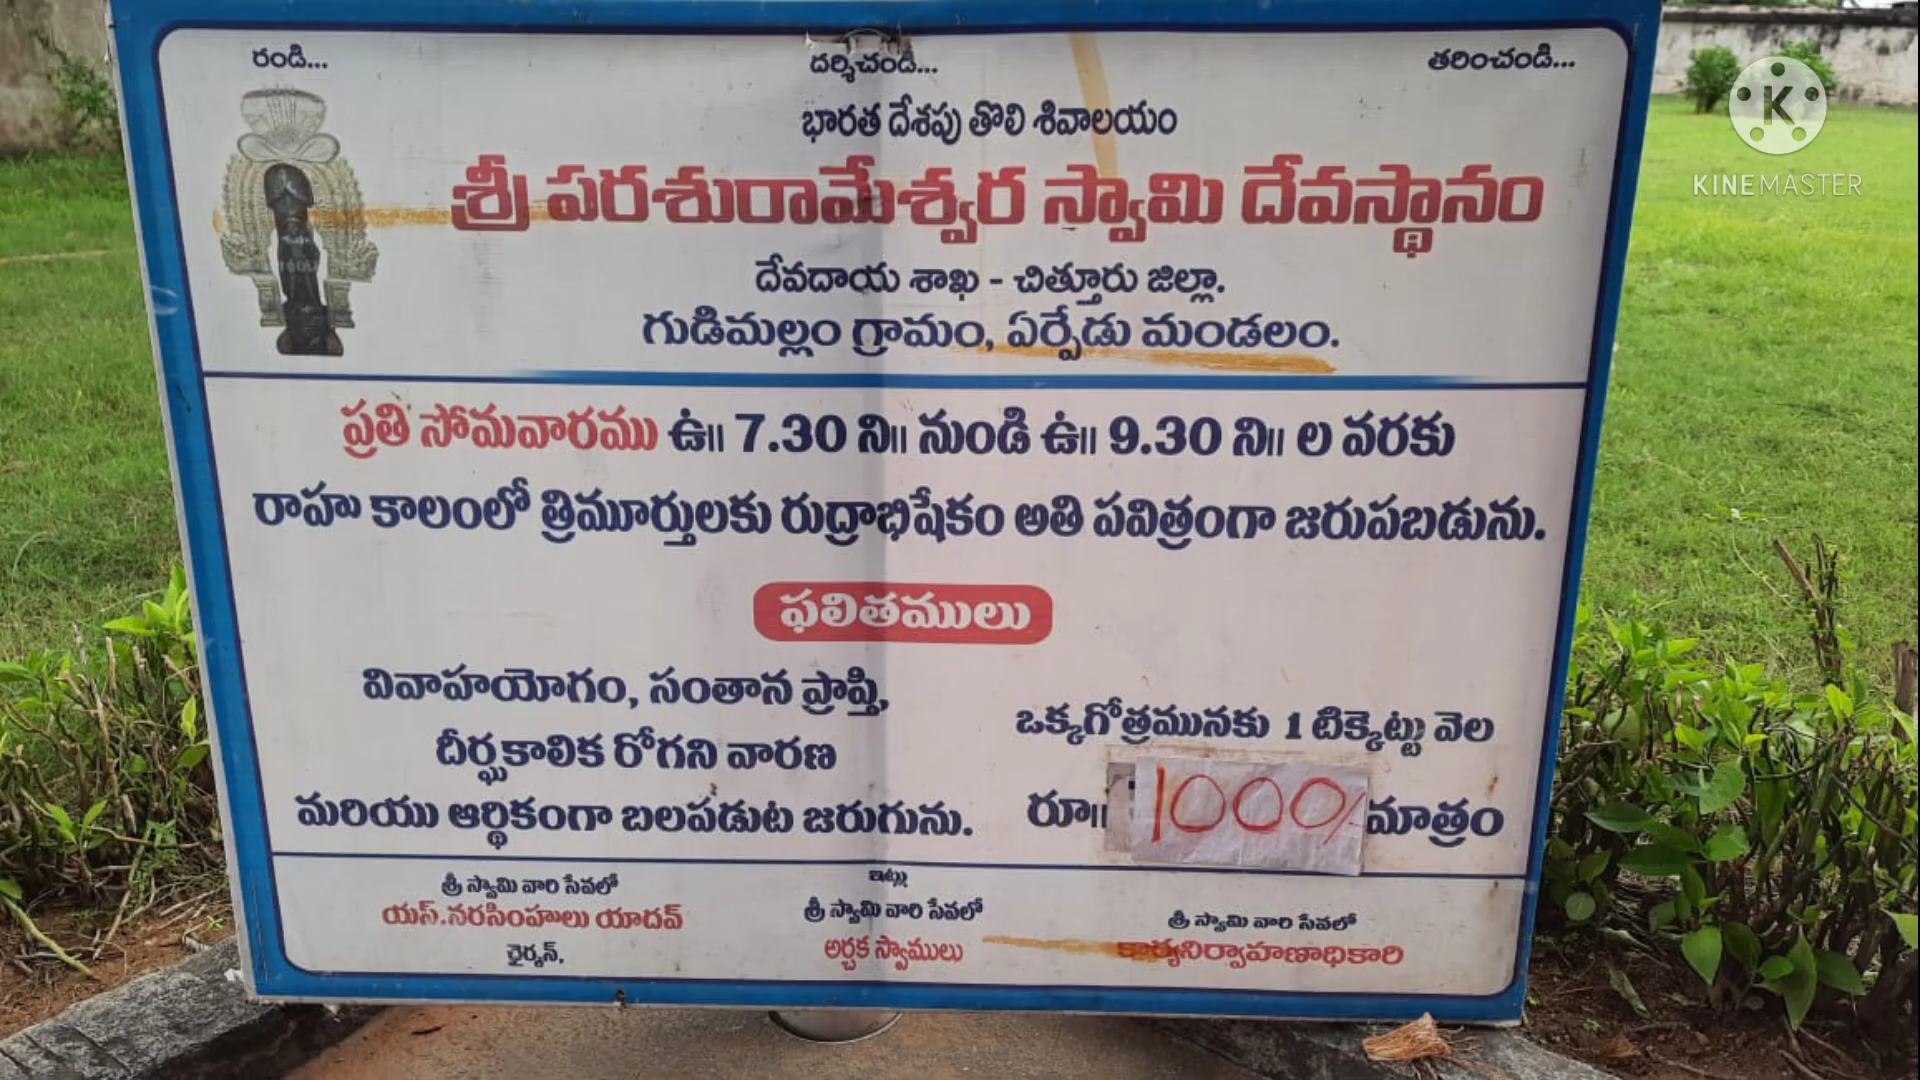 రండి... దర్శించండి... తరించండి...
భారత దేశపు తొలి శివాలయం
శ్రీ పరశురామేశ్వర స్వామి దేవస్థానం
దేవదాయ శాఖ - చిత్తూరు జిల్లా.
గుడిమల్లం గ్రామం, ఏర్పేడు మండలం.
ప్రతి సోమవారము ఉ॥ 7.30 ని॥ నుండి ఉ॥ 9.30 ని॥ ల వరకు
రాహు కాలంలో త్రిమూర్తులకు రుద్రాభిషేకం అతి పవిత్రంగా జరుపబడును.
ఫలితములు
వివాహయోగం, సంతాన ప్రాప్తి,
దీర్ఘకాలిక రోగని వారణ
మరియు ఆర్థికంగా బలపడుట జరుగును.
ఒక్కగోత్రమునకు 1 టిక్కెట్టు వెల
రూ॥ 1000/- మాత్రం
ఇట్లు
శ్రీ స్వామి వారి సేవలో
యస్.నరసింహులు యాదవ్
ఛైర్మన్,
శ్రీ స్వామి వారి సేవలో
అర్చక స్వాములు
శ్రీ స్వామి వారి సేవలో
కార్యనిర్వాహణాధికారి
K
KINEMASTER